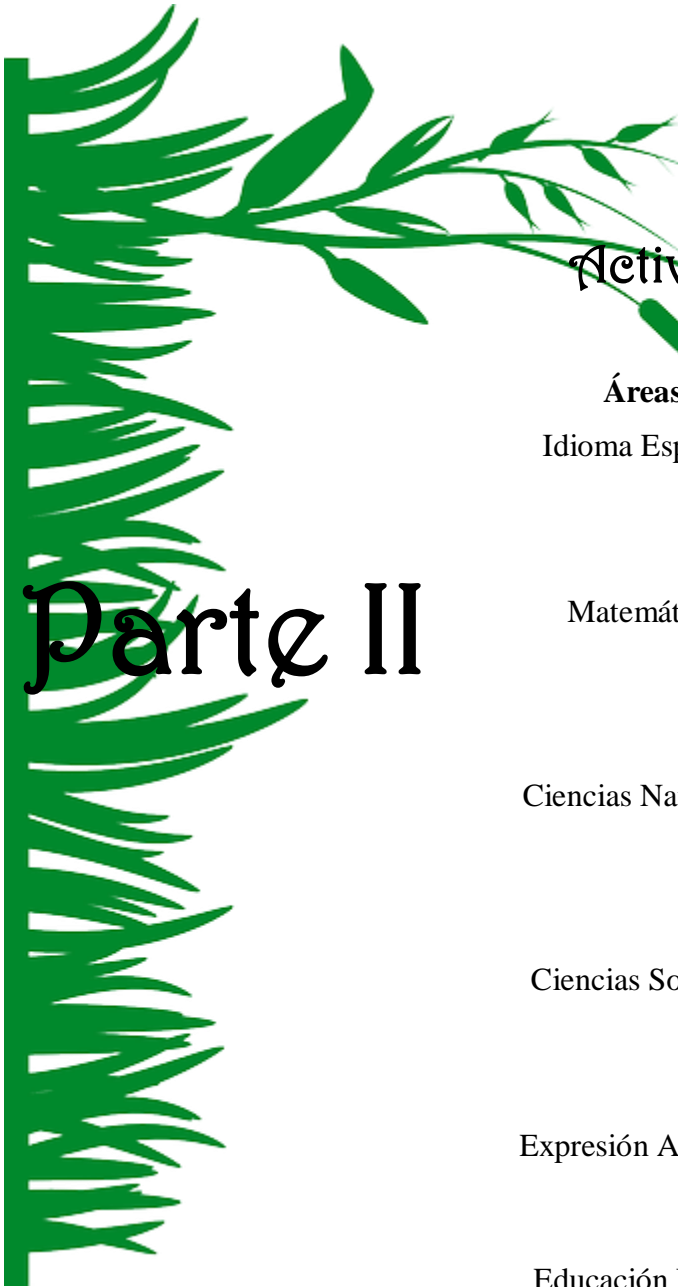 Activ
Áreas
Idioma Esp
Parte II
Matemát
Ciencias Na
Ciencias So
Expresión A
Educación